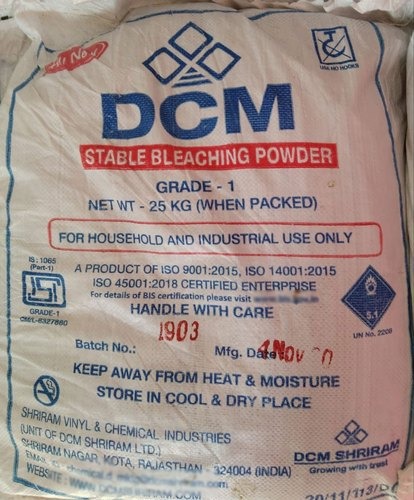 USE NO HOOKS
DCM
STABLE BLEACHING POWDER
GRADE - 1
NET WT - 25 KG (WHEN PACKED)
FOR HOUSEHOLD AND INDUSTRIAL USE ONLY
IS : 1065
(Part-1)
GRADE-1
CM/L-8327860
A PRODUCT OF ISO 9001:2015, ISO 14001:2015
ISO 45001:2018 CERTIFIED ENTERPRISE
For details of BIS certification please visit
HANDLE WITH CARE
5.1
UN No. 2208
Batch No.: 1903
Mfg. Date Nov
KEEP AWAY FROM HEAT & MOISTURE
STORE IN COOL & DRY PLACE
SHRIRAM VINYL & CHEMICAL INDUSTRIES
(UNIT OF DCM SHRIRAM LTD.)
SHRIRAM NAGAR, KOTA, RAJASTHAN - 324004 (INDIA)
EMAIL
WEBSITE
DCM SHRIRAM
Growing with trust